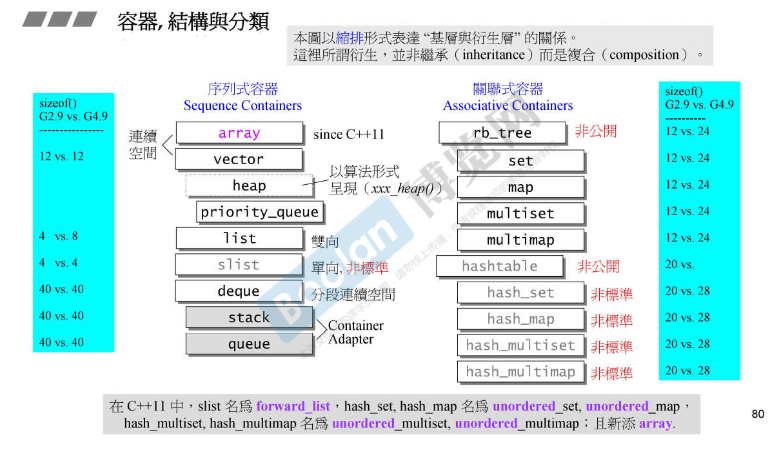 容器, 結構與分類
本圖以縮排形式表達 “基層與衍生層” 的關係。
這裡所謂衍生，並非繼承（inheritance）而是複合（composition）。
sizeof()
G2.9 vs. G4.9
----------------
12 vs. 12
4 vs. 8
4 vs. 4
40 vs. 40
40 vs. 40
40 vs. 40
序列式容器
Sequence Containers
連續
空間
array
since C++11
vector
heap
以算法形式
呈現（xxx_heap()）
priority_queue
list
雙向
slist
單向, 非標準
deque
分段連續空間
stack
queue
Container
Adapter
關聯式容器
Associative Containers
rb_tree
非公開
set
map
multiset
multimap
hashtable
非公開
hash_set
非標準
hash_map
非標準
hash_multiset
非標準
hash_multimap
非標準
sizeof()
G2.9 vs. G4.9
----------
12 vs. 24
12 vs. 24
12 vs. 24
12 vs. 24
12 vs. 24
20 vs.
20 vs. 28
20 vs. 28
20 vs. 28
20 vs. 28
在 C++11 中，slist 名爲 forward_list，hash_set, hash_map 名爲 unordered_set, unordered_map，
hash_multiset, hash_multimap 名爲 unordered_multiset, unordered_multimap；且新添 array.
80
Boolan 博览网